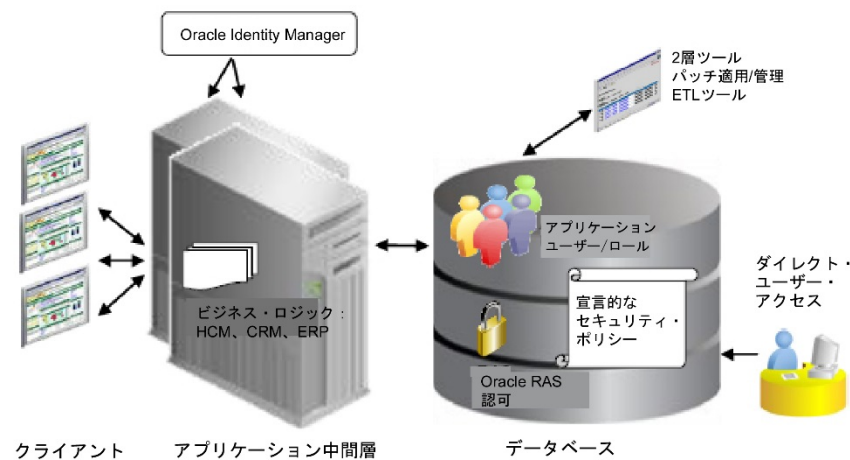 Oracle Identity Manager
2層ツール
パッチ適用/管理
ETLツール
アプリケーション
ユーザー/ロール
ダイレクト・
ユーザー・
アクセス
宣言的な
セキュリティ・
ポリシー
ビジネス・ロジック：
HCM、CRM、ERP
Oracle RAS
認可
クライアント
アプリケーション中間層
データベース